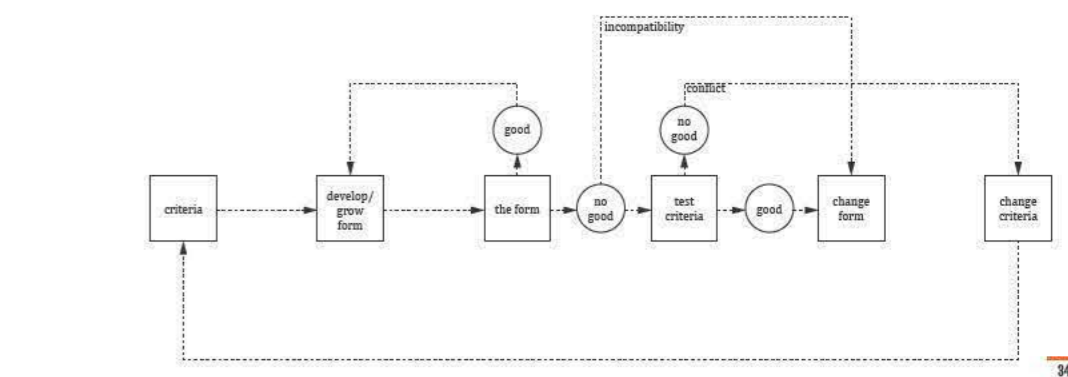 incompatibility
conflict
good
no
good
criteria
develop/
grow
form
the form
no
good
test
criteria
good
change
form
change
criteria
34